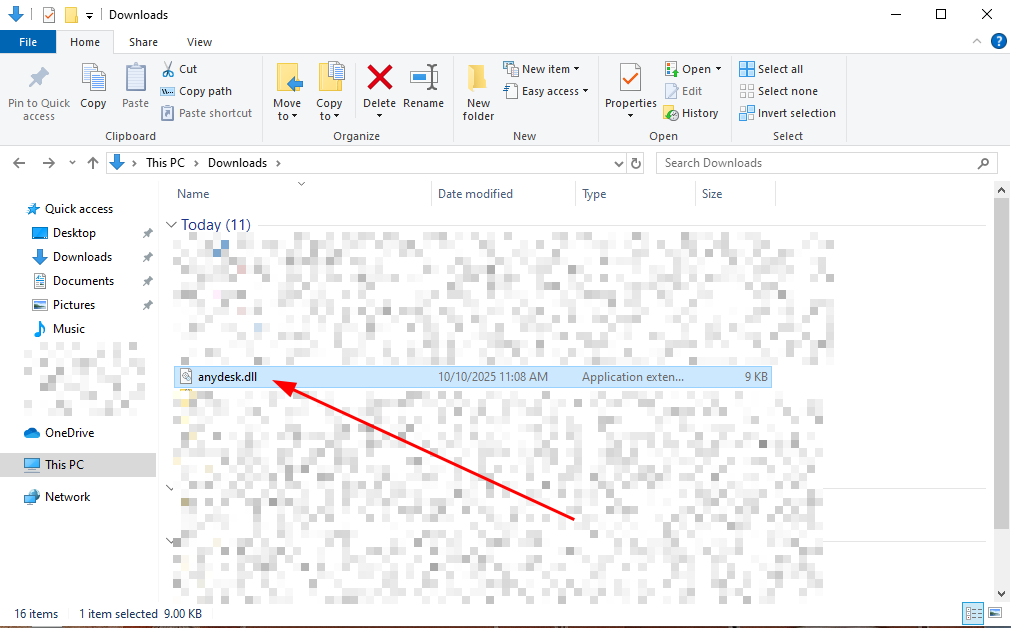 Downloads
File Home Share View
Pin to Quick access
Copy
Paste
Cut
Copy path
Paste shortcut
Clipboard
Move to
Copy to
Delete
Rename
Organize
New folder
New item
Easy access
New
Properties
Open
Edit
History
Open
Select all
Select none
Invert selection
Select
This PC Downloads
Search Downloads
Name Date modified Type Size
Quick access
Desktop
Downloads
Documents
Pictures
Music
OneDrive
This PC
Network
Today (11)
anydesk.dll 10/10/2025 11:08 AM Application exten... 9 KB
16 items 1 item selected 9.00 KB